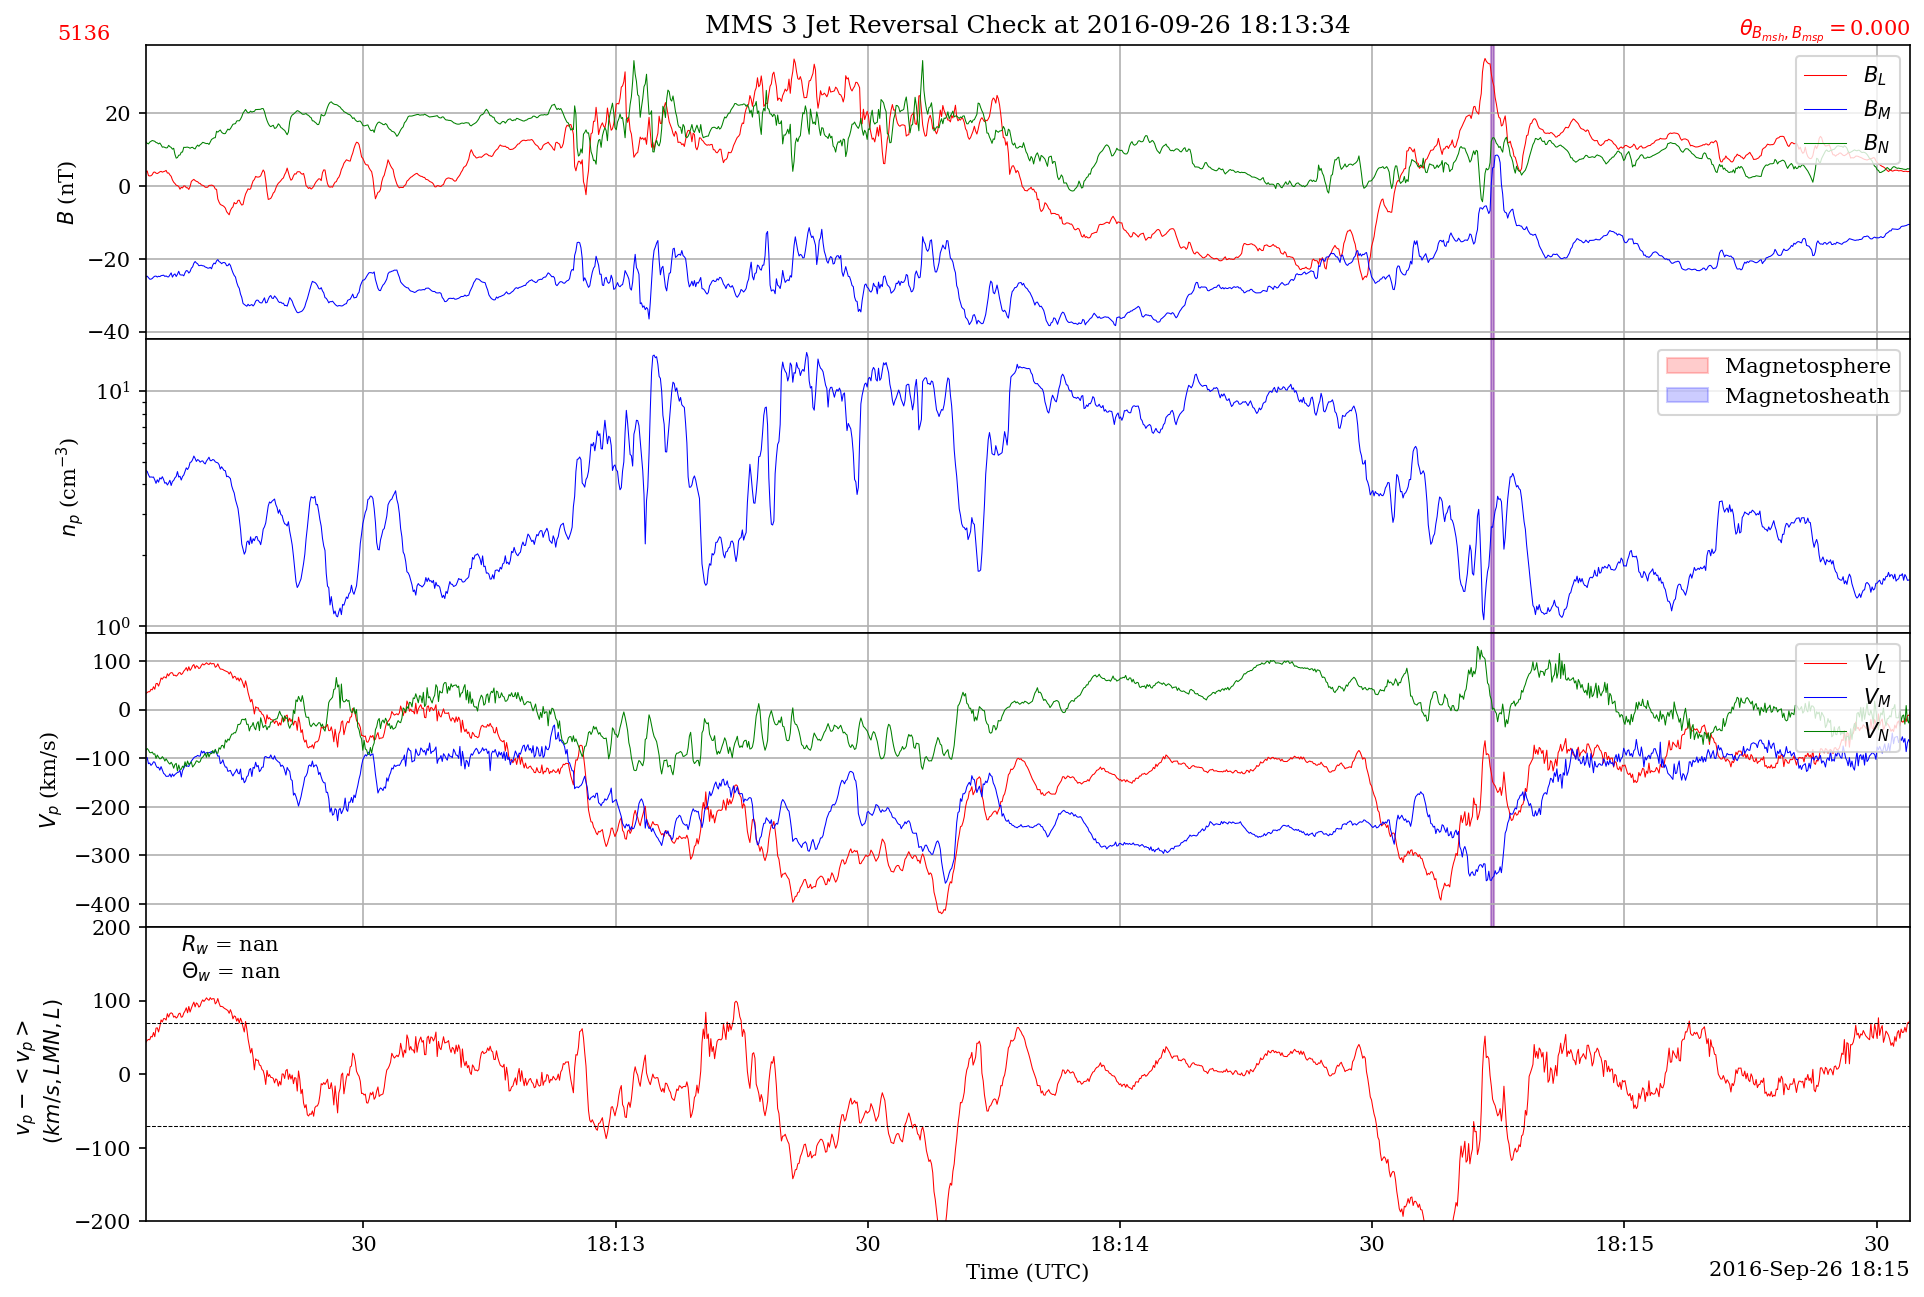 MMS 3 Jet Reversal Check at 2016-09-26 18:13:34
5136
θ_{B_{msh}, B_{msp}} = 0.000
B (nT)
20
0
−20
−40
B_L
B_M
B_N
n_p (cm^{−3})
10^1
10^0
Magnetosphere
Magnetosheath
V_p (km/s)
100
0
−100
−200
−300
−400
V_L
V_M
V_N
v_p − < v_p >
(km/s, LMN, L)
200
100
0
−100
−200
R_w = nan
Θ_w = nan
30
18:13
30
18:14
30
18:15
30
Time (UTC)
2016-Sep-26 18:15